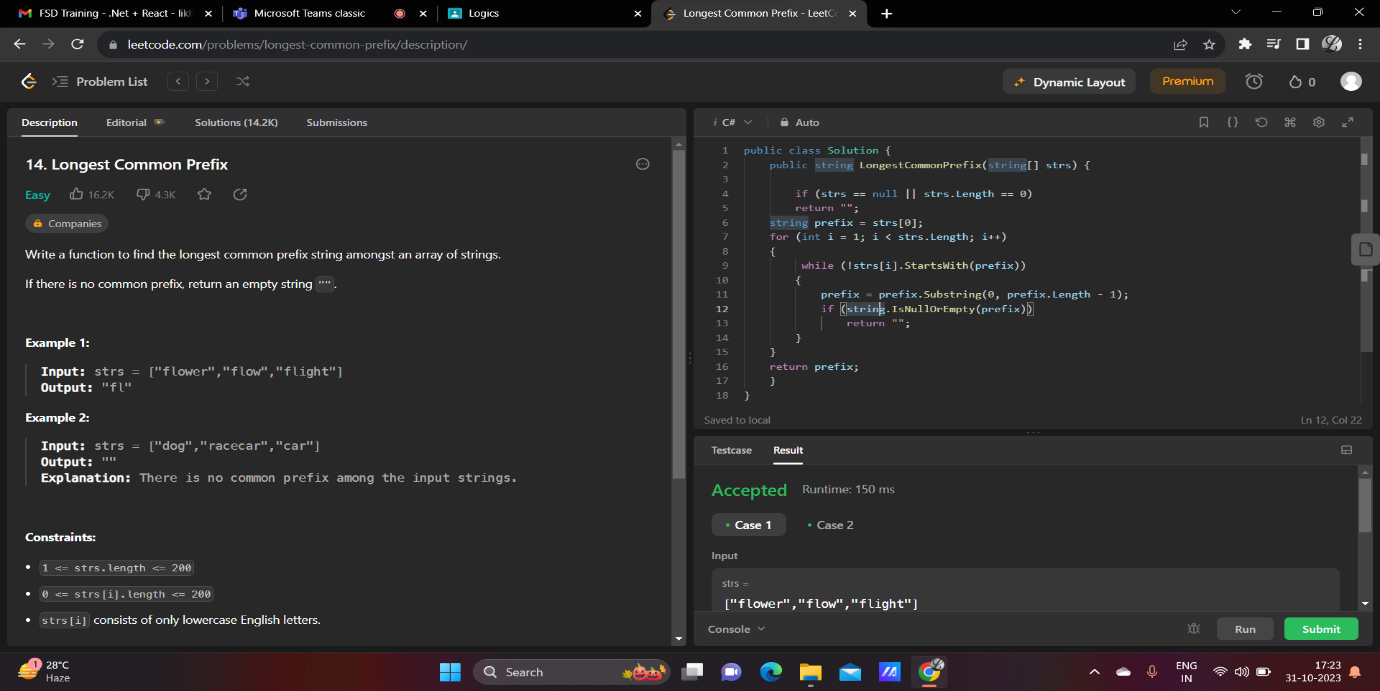 FSD Training - .Net + React - likl
Microsoft Teams classic
Logics
Longest Common Prefix - LeetC
leetcode.com/problems/longest-common-prefix/description/
Problem List
Dynamic Layout
Premium
0
Description
Editorial
Solutions (14.2K)
Submissions
14. Longest Common Prefix
Easy
16.2K
4.3K
Companies
Write a function to find the longest common prefix string amongst an array of strings.
If there is no common prefix, return an empty string "".
Example 1:
Input: strs = ["flower","flow","flight"]
Output: "fl"
Example 2:
Input: strs = ["dog","racecar","car"]
Output: ""
Explanation: There is no common prefix among the input strings.
Constraints:
• 1 <= strs.length <= 200
• 0 <= strs[i].length <= 200
• strs[i] consists of only lowercase English letters.
i C#
Auto
1 public class Solution {
2 public string LongestCommonPrefix(string[] strs) {
3
4 if (strs == null || strs.Length == 0)
5 return "";
6 string prefix = strs[0];
7 for (int i = 1; i < strs.Length; i++)
8 {
9 while (!strs[i].StartsWith(prefix))
10 {
11 prefix = prefix.Substring(0, prefix.Length - 1);
12 if (string.IsNullOrEmpty(prefix))
13 return "";
14 }
15 }
16 return prefix;
17 }
18 }
Saved to local
Ln 12, Col 22
Testcase
Result
Accepted
Runtime: 150 ms
• Case 1
• Case 2
Input
strs =
["flower","flow","flight"]
Console
Run
Submit
1
28°C
Haze
Search
ENG
IN
17:23
31-10-2023